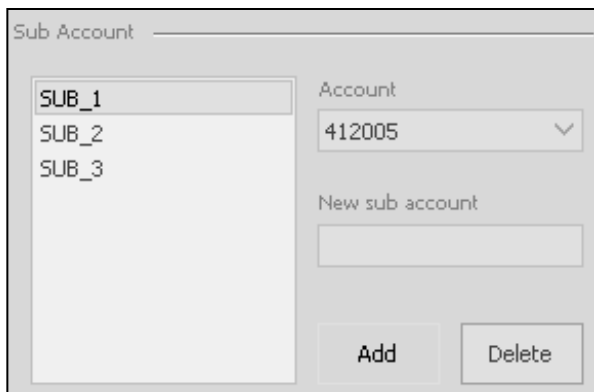 Sub Account
SUB_1
SUB_2
SUB_3
Account
412005
New sub account
Add
Delete